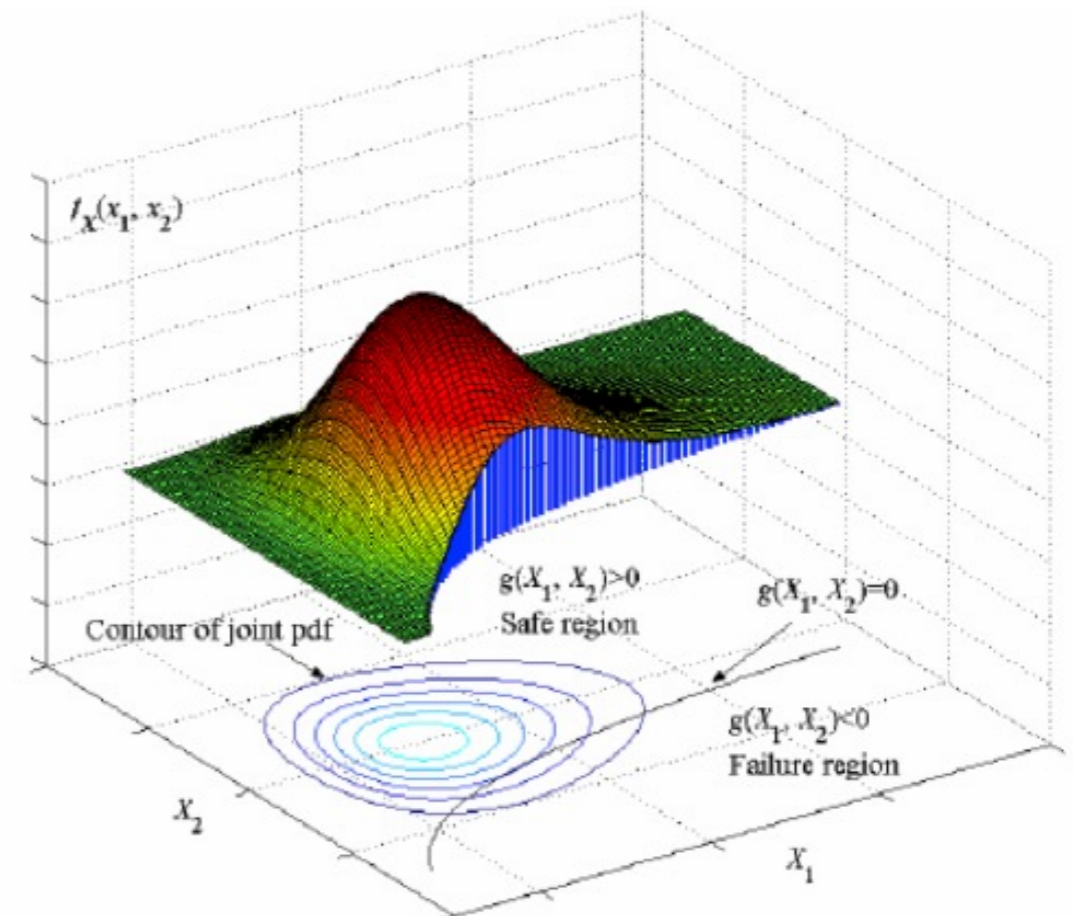 f_X(x_1, x_2)
g(X_1, X_2)>0
Safe region
g(X_1, X_2)=0
Contour of joint pdf
g(X_1, X_2)<0
Failure region
X_2
X_1